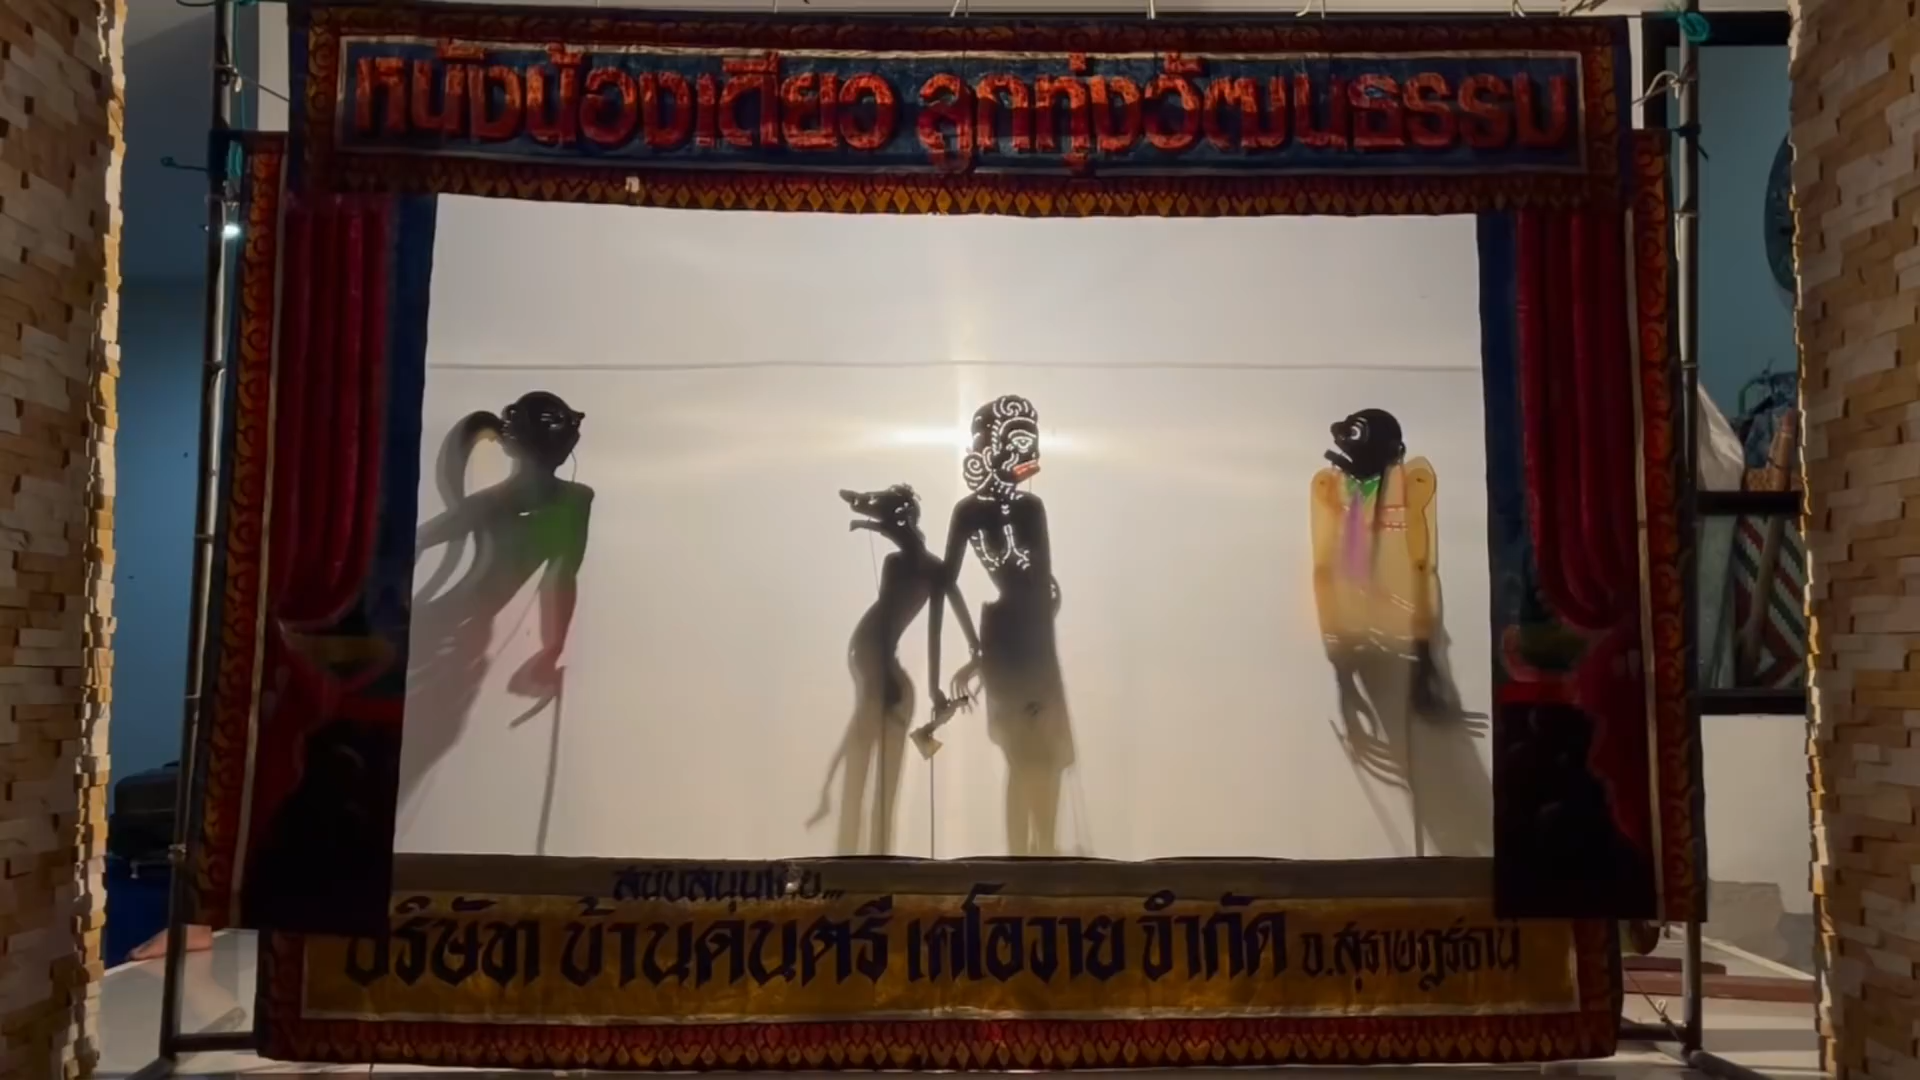 หนังน้องเดียว ลูกทุ่งวัฒนธรรม
สนับสนุนโดย...
บริษัท บ้านดนตรี เคโอวาย จำกัด จ.สุราษฎร์ธานี